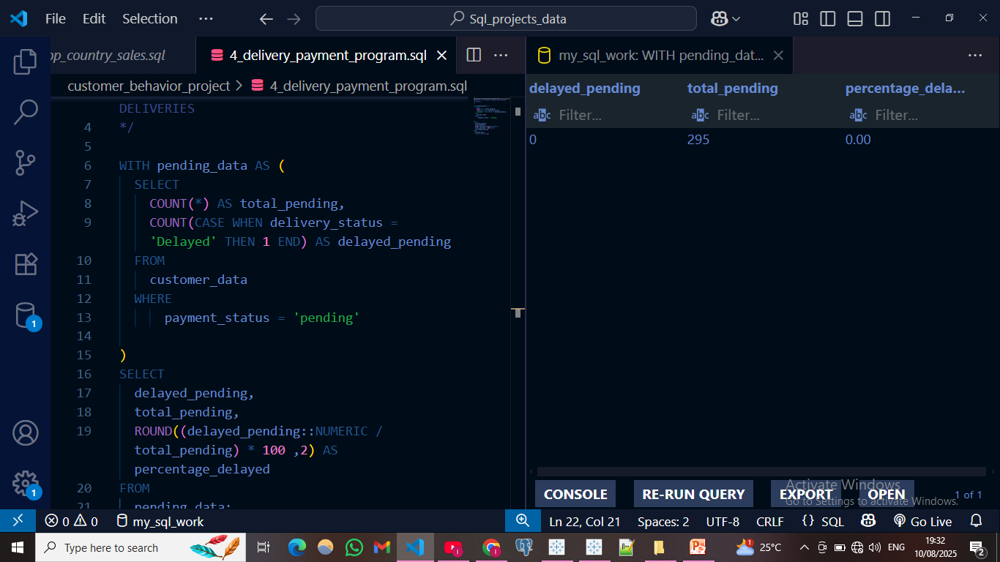 File Edit Selection ··· Sql_projects_data
op_country_sales.sql 4_delivery_payment_program.sql ···
customer_behavior_project > 4_delivery_payment_program.sql
DELIVERIES
4 */
5
6 WITH pending_data AS (
7 SELECT
8 COUNT(*) AS total_pending,
9 COUNT(CASE WHEN delivery_status =
'Delayed' THEN 1 END) AS delayed_pending
10 FROM
11 customer_data
12 WHERE
13 payment_status = 'pending'
14
15 )
16 SELECT
17 delayed_pending,
18 total_pending,
19 ROUND((delayed_pending::NUMERIC /
total_pending) * 100 ,2) AS
percentage_delayed
20 FROM
21 pending_data;
my_sql_work: WITH pending_dat... ···
delayed_pending total_pending percentage_dela...
abc Filter... abc Filter... abc Filter...
0 295 0.00
CONSOLE RE-RUN QUERY EXPORT OPEN 1 of 1
Activate Windows
Go to Settings to activate Windows.
1
1
0 0 my_sql_work Ln 22, Col 21 Spaces: 2 UTF-8 CRLF {} SQL Go Live
Type here to search 1 25°C ENG 19:32
10/08/2025 2